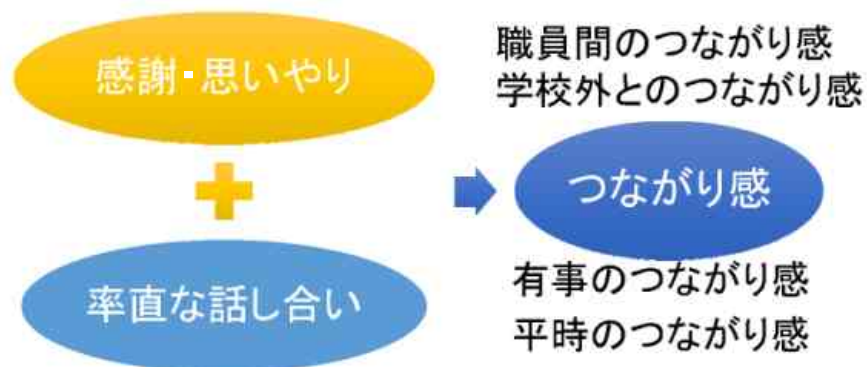 感謝・思いやり
率直な話し合い
職員間のつながり感
学校外とのつながり感
つながり感
有事のつながり感
平時のつながり感